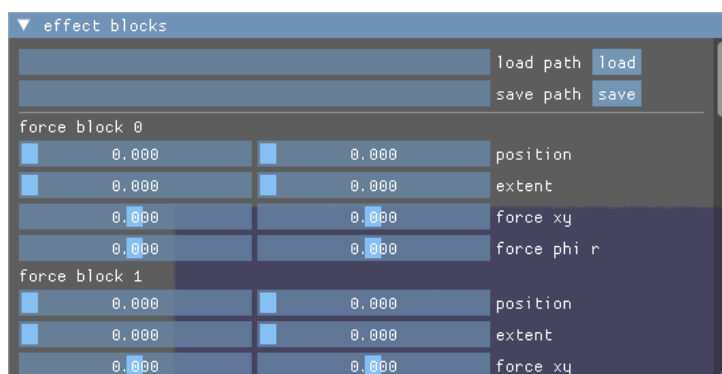 effect blocks
load path load
save path save
force block 0
0.000 0.000 position
0.000 0.000 extent
0.000 0.000 force xy
0.000 0.000 force phi r
force block 1
0.000 0.000 position
0.000 0.000 extent
0.000 0.000 force xy